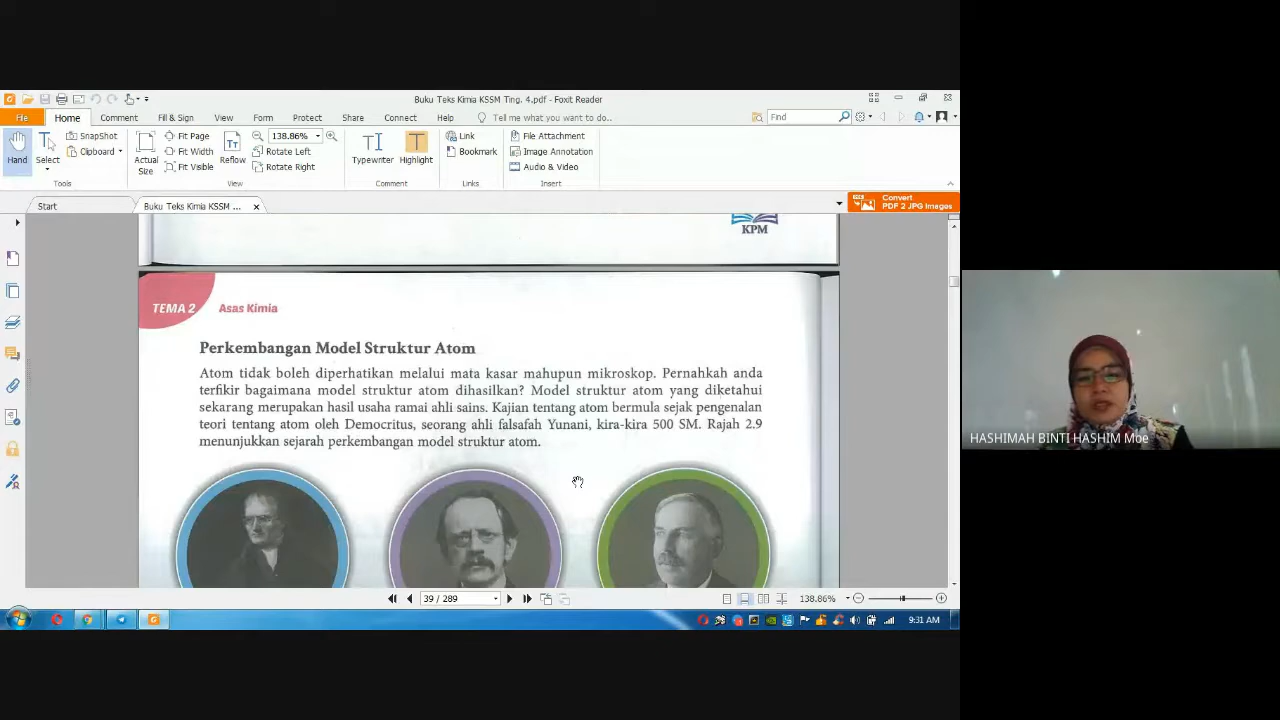 Buku Teks Kimia KSSM Ting. 4.pdf - Foxit Reader
File Home Comment Fill & Sign View Form Protect Share Connect Help Tell me what you want to do.. Find
Hand
Select
SnapShot
Clipboard
Actual Size
Fit Page
Fit Width
Fit Visible
Reflow
138.86%
Rotate Left
Rotate Right
Typewriter
Highlight
Link
Bookmark
File Attachment
Image Annotation
Audio & Video
Tools View Comment Links Insert
Start Buku Teks Kimia KSSM ...
Convert
PDF 2 JPG Images
KPM
TEMA 2 Asas Kimia
Perkembangan Model Struktur Atom
Atom tidak boleh diperhatikan melalui mata kasar mahupun mikroskop. Pernahkah anda
terfikir bagaimana model struktur atom dihasilkan? Model struktur atom yang diketahui
sekarang merupakan hasil usaha ramai ahli sains. Kajian tentang atom bermula sejak pengenalan
teori tentang atom oleh Democritus, seorang ahli falsafah Yunani, kira-kira 500 SM. Rajah 2.9
menunjukkan sejarah perkembangan model struktur atom.
HASHIMAH BINTI HASHIM Moe
39 / 289
138.86%
9:31 AM